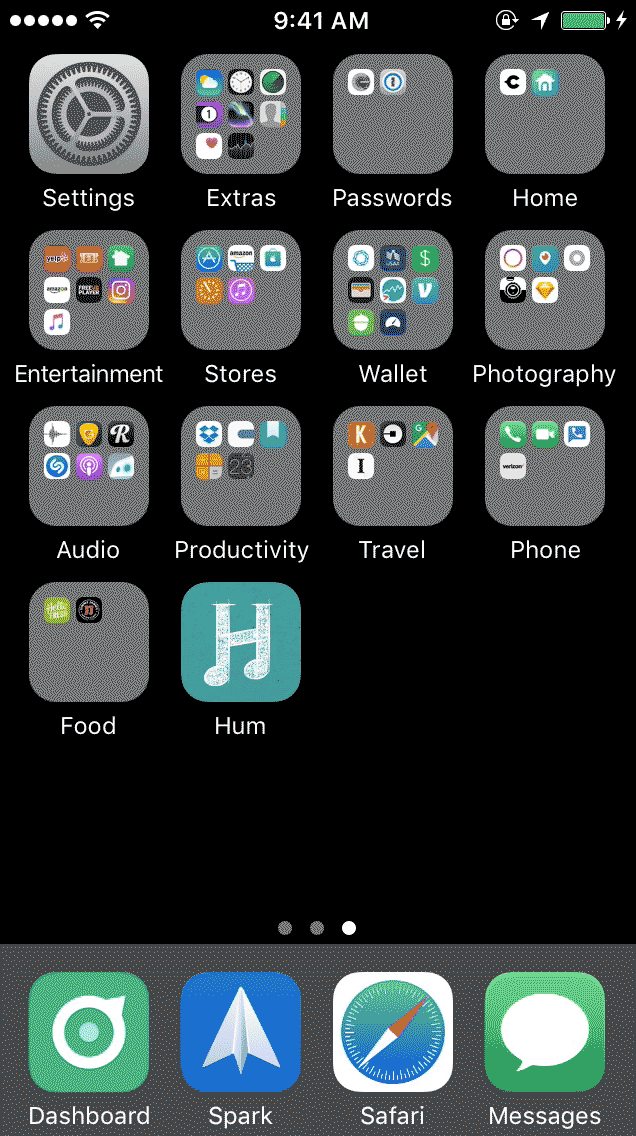 9:41 AM
Settings
Extras
Passwords
Home
Entertainment
Stores
Wallet
Photography
Audio
Productivity
Travel
Phone
Food
Hum
Dashboard
Spark
Safari
Messages